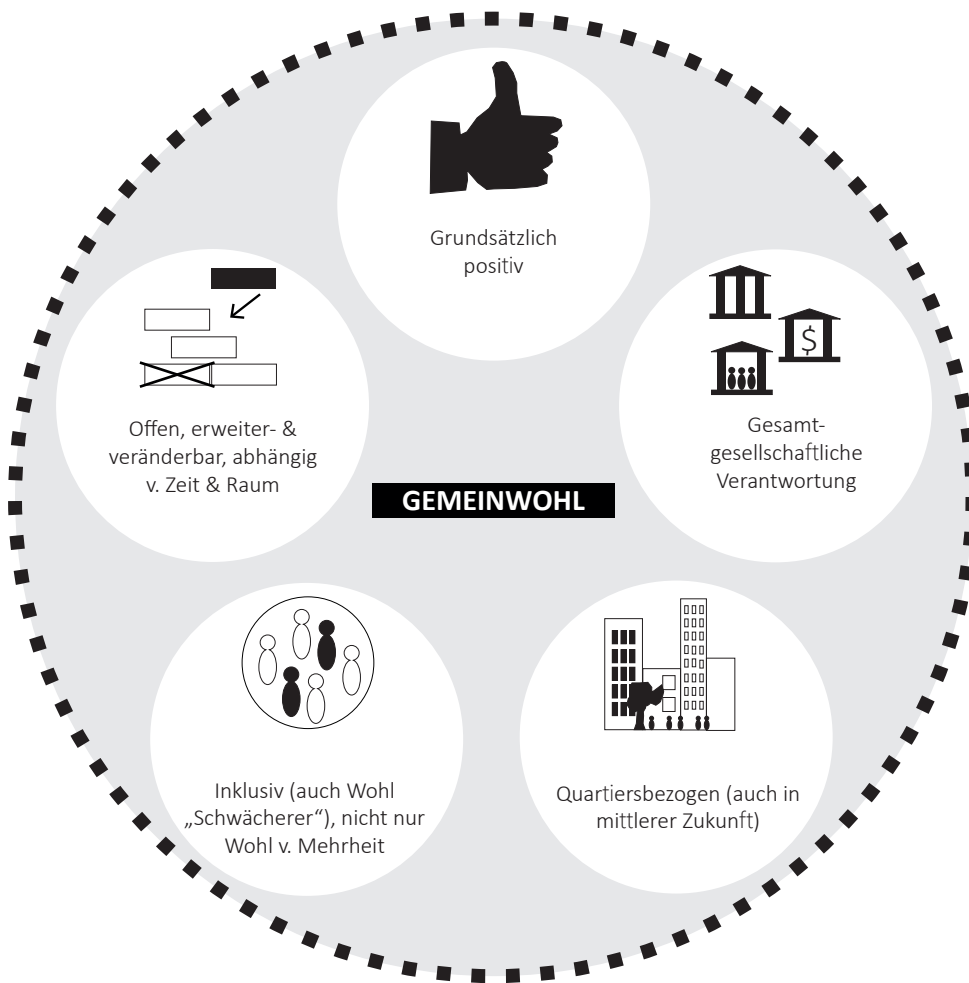 Grundsätzlich
positiv
Offen, erweiter- &
veränderbar, abhängig
v. Zeit & Raum
$
Gesamt-
gesellschaftliche
Verantwortung
GEMEINWOHL
Inklusiv (auch Wohl
„Schwächerer“), nicht nur
Wohl v. Mehrheit
Quartiersbezogen (auch in
mittlerer Zukunft)